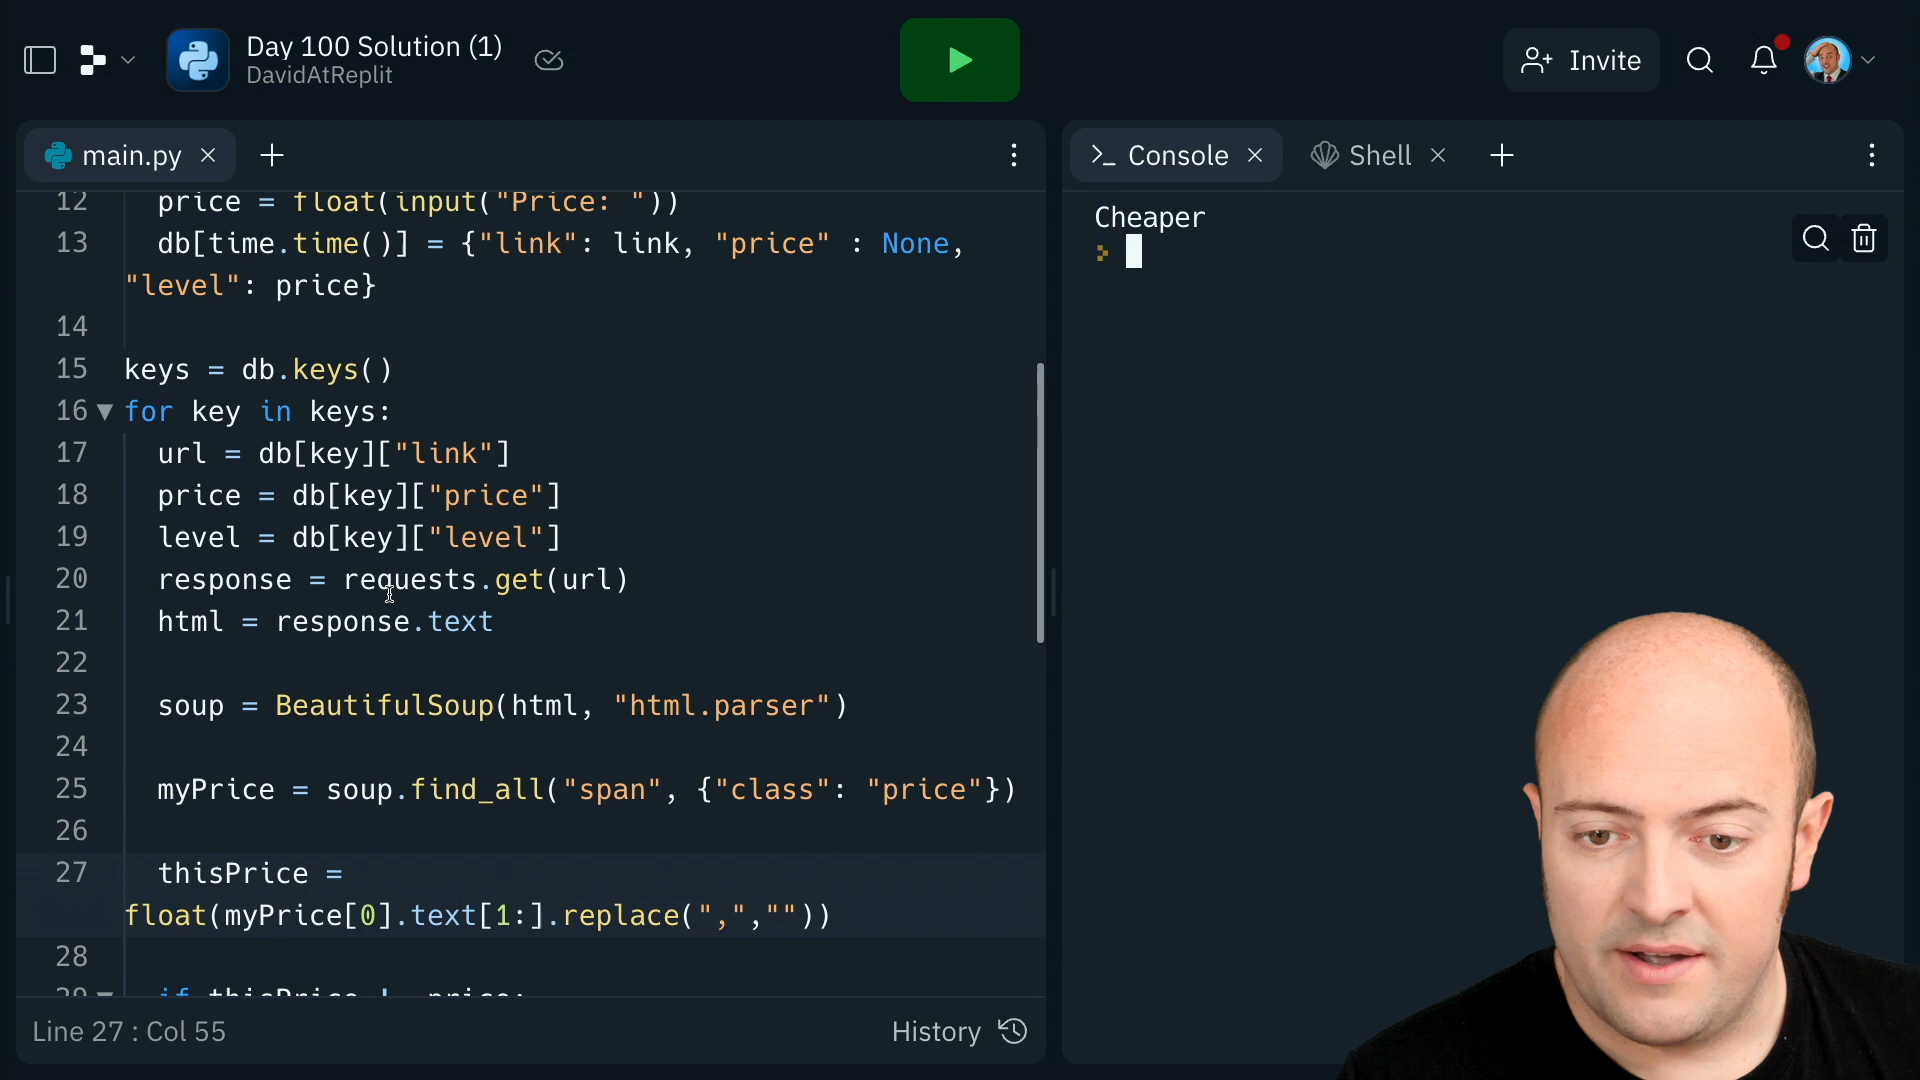 Day 100 Solution (1)
DavidAtReplit
Invite
main.py
Console
Shell
12 price = float(input("Price: "))
13 db[time.time()] = {"link": link, "price" : None,
"level": price}
14
15 keys = db.keys()
16 for key in keys:
17 url = db[key]["link"]
18 price = db[key]["price"]
19 level = db[key]["level"]
20 response = requests.get(url)
21 html = response.text
22
23 soup = BeautifulSoup(html, "html.parser")
24
25 myPrice = soup.find_all("span", {"class": "price"})
26
27 thisPrice =
float(myPrice[0].text[1:].replace(",",""))
28
29 if thisPrice != price:
Line 27 : Col 55
History
Cheaper